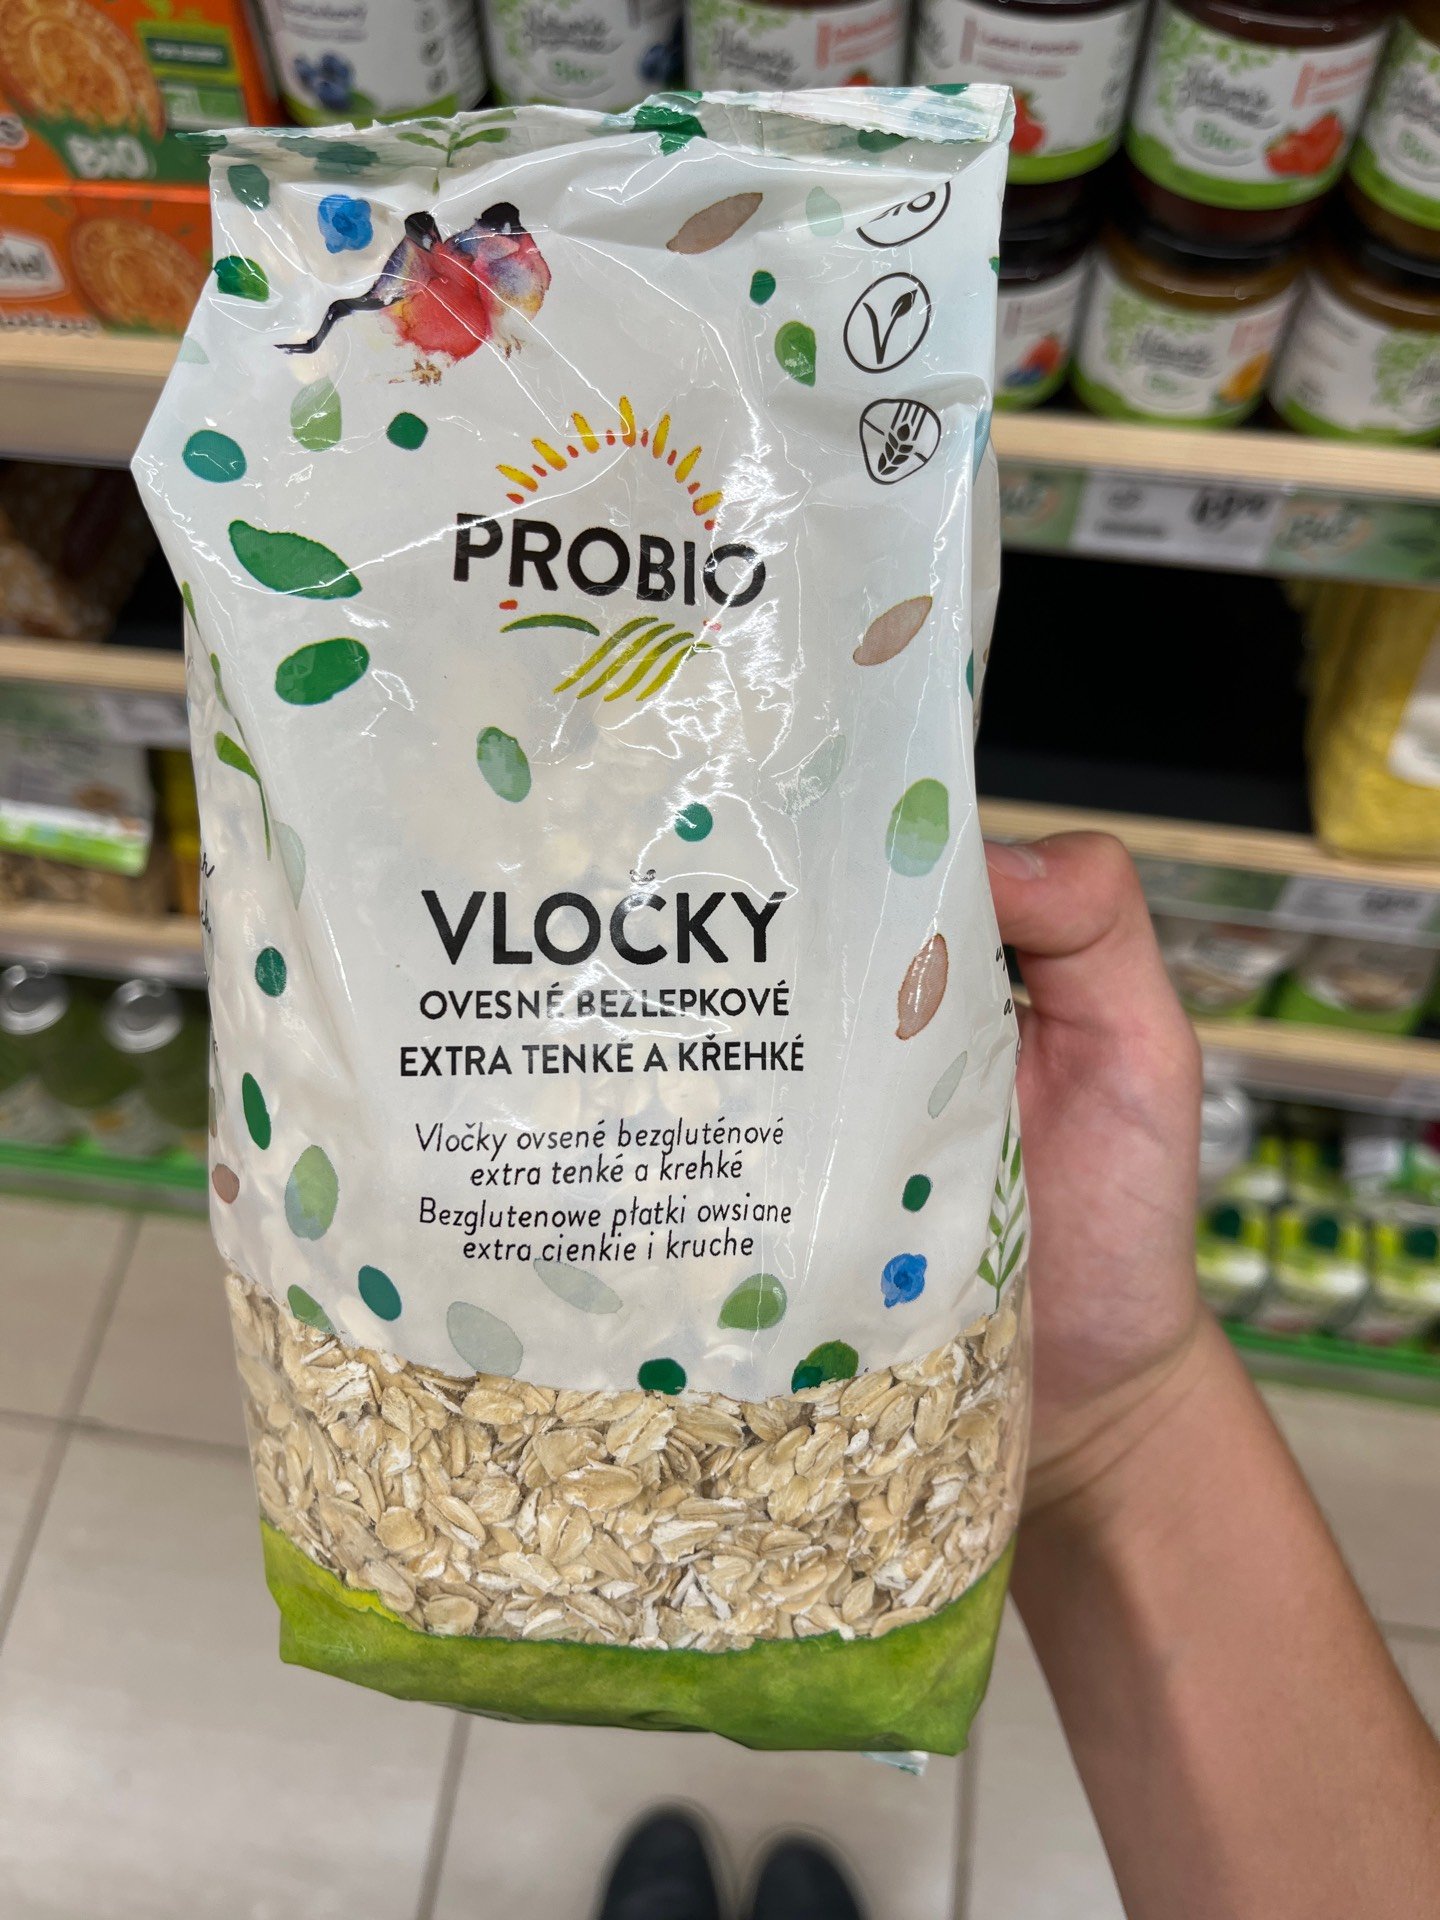 BiO
PROBIO
VLOČKY
OVESNÉ BEZLEPKOVÉ
EXTRA TENKÉ A KŘEHKÉ
Vločky ovsené bezgluténové
extra tenké a krehké
Bezglutenowe płatki owsiane
extra cienkie i kruche